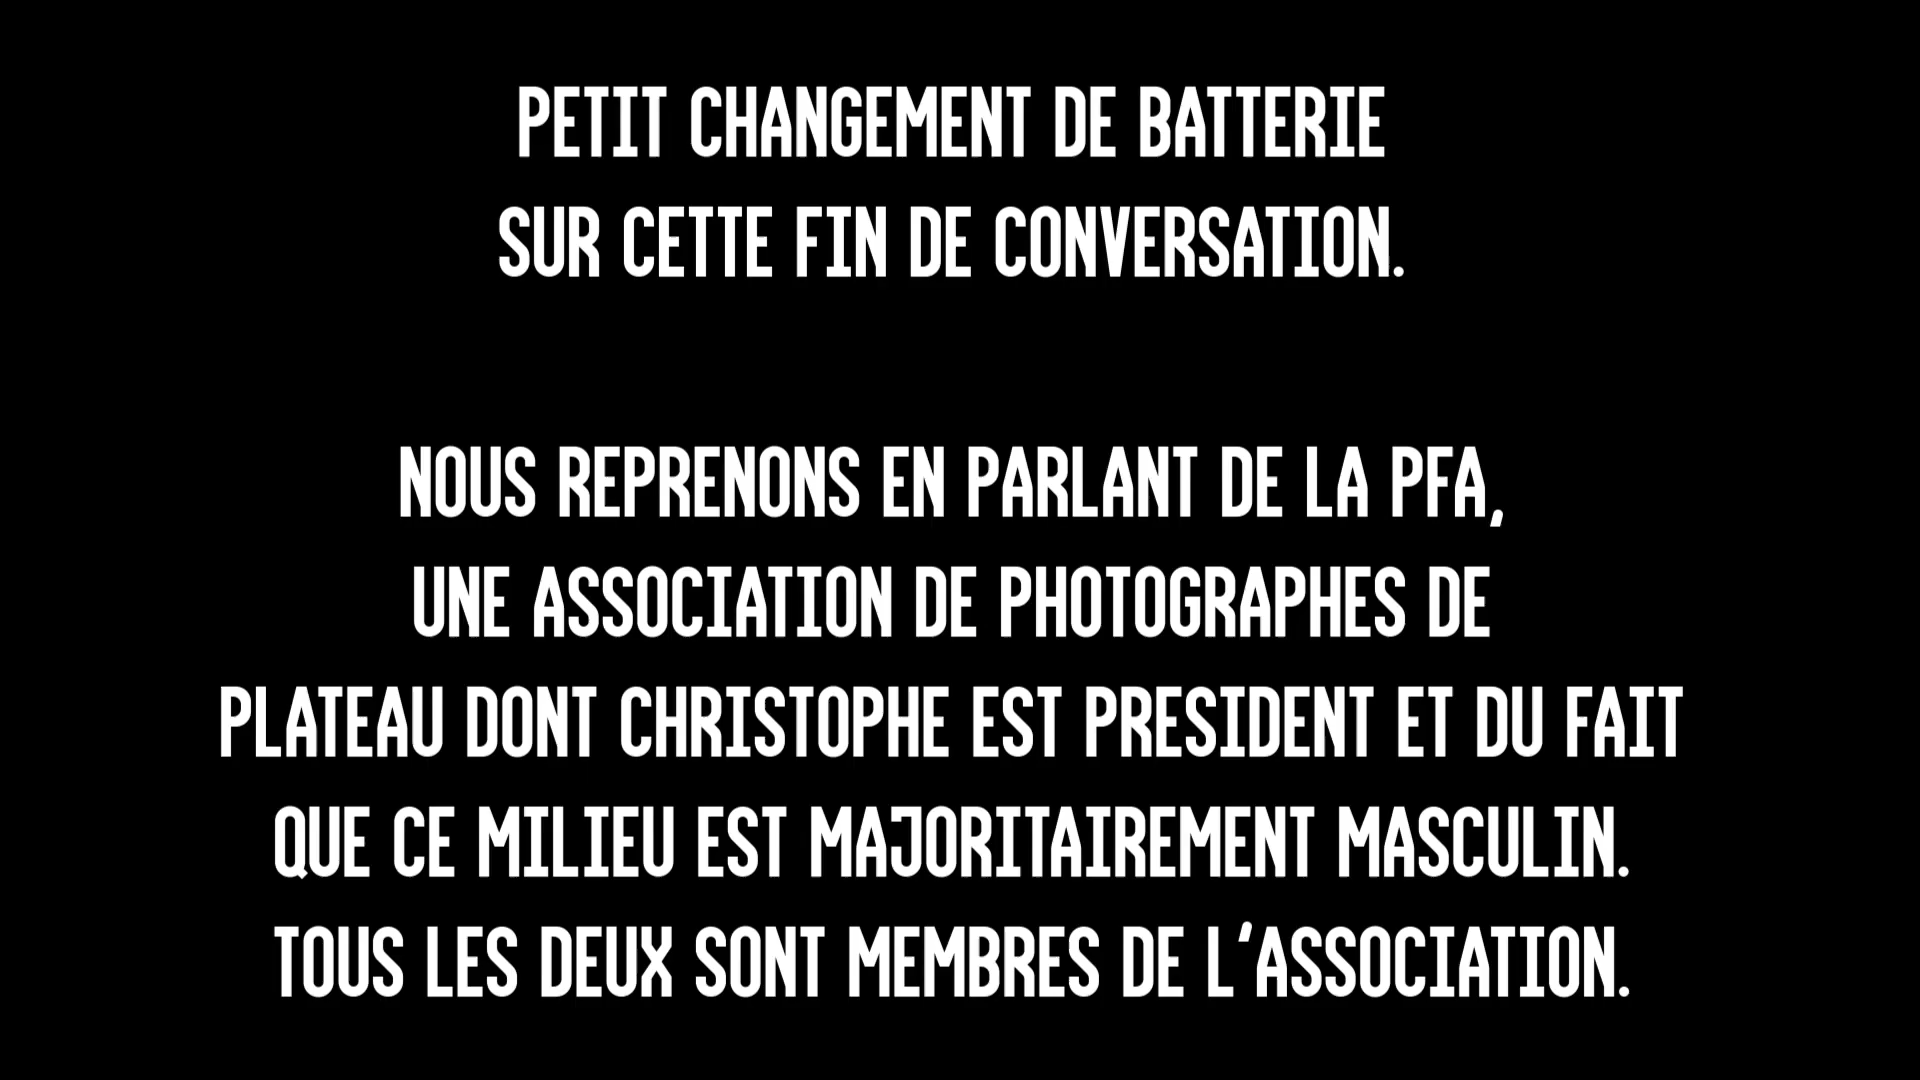 PETIT CHANGEMENT DE BATTERIE
SUR CETTE FIN DE CONVERSATION.
NOUS REPRENONS EN PARLANT DE LA PFA,
UNE ASSOCIATION DE PHOTOGRAPHES DE
PLATEAU DONT CHRISTOPHE EST PRESIDENT ET DU FAIT
QUE CE MILIEU EST MAJORITAIREMENT MASCULIN.
TOUS LES DEUX SONT MEMBRES DE L'ASSOCIATION.